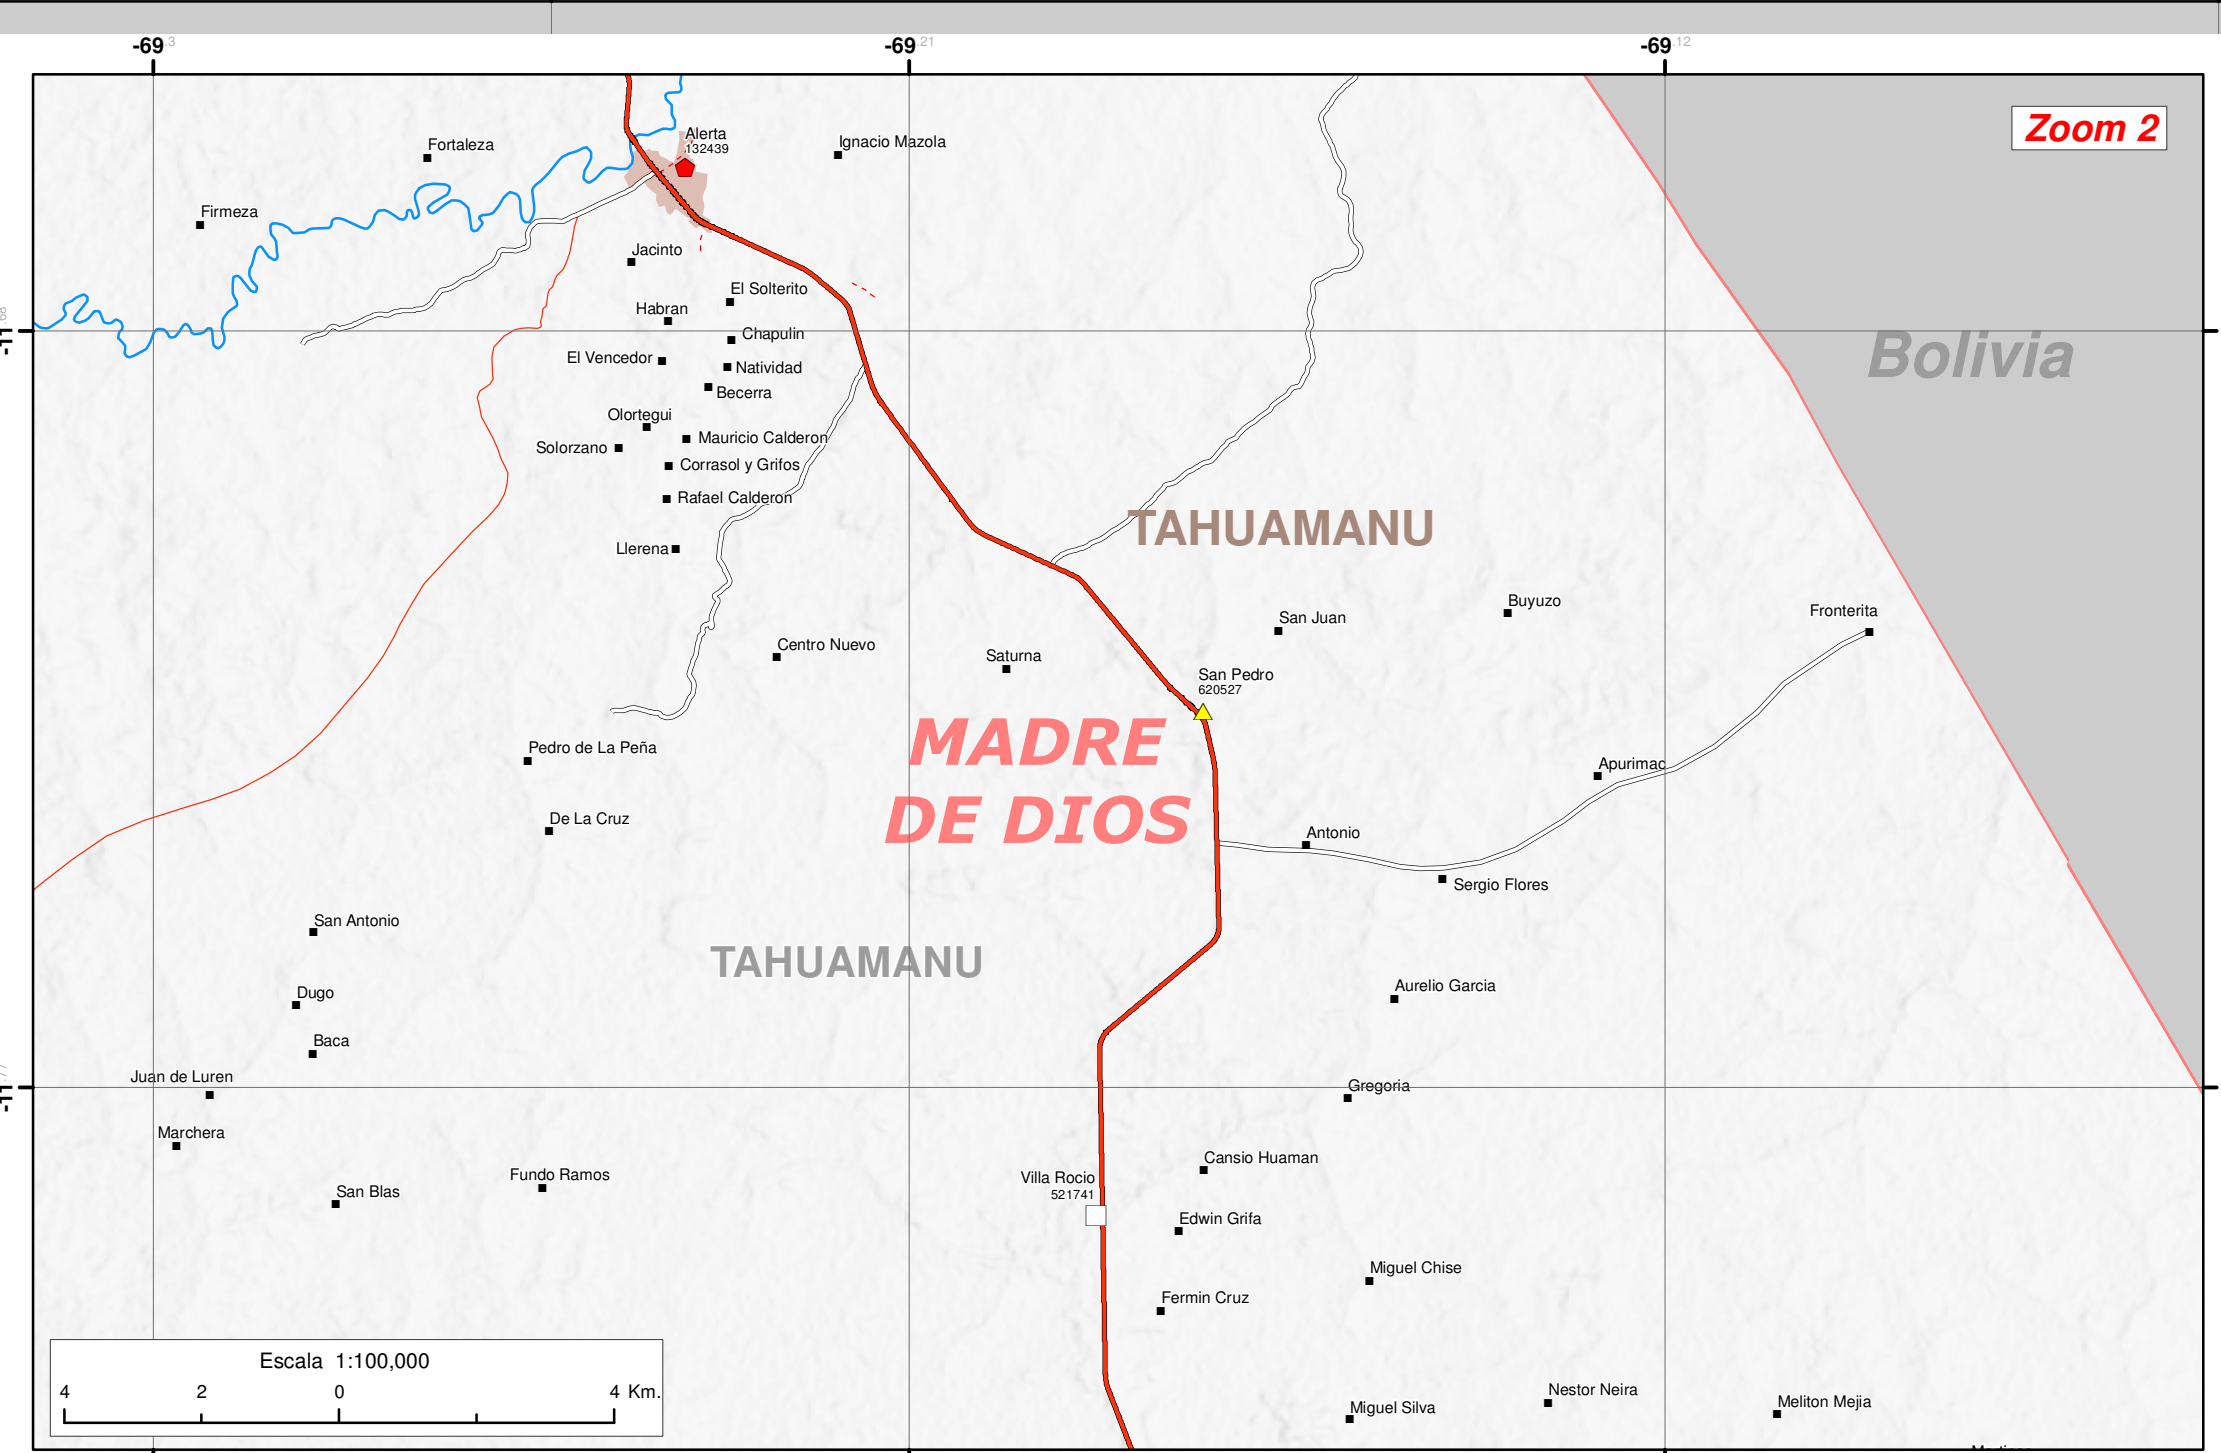 -69.3
-69.21
-69.12
Zoom 2
Alerta
132439
Ignacio Mazola
Fortaleza
Firmeza
Jacinto
El Solterito
Habran
-11.68
Chapulin
Bolivia
El Vencedor
Natividad
Becerra
Olortegui
Mauricio Calderon
Solorzano
Corrasol y Grifos
Rafael Calderon
TAHUAMANU
Llerena
Buyuzo
Fronterita
San Juan
Centro Nuevo
Saturna
San Pedro
620527
MADRE
DE DIOS
Pedro de La Peña
Apurimac
De La Cruz
Antonio
Sergio Flores
San Antonio
TAHUAMANU
Aurelio Garcia
Dugo
Baca
Juan de Luren
Gregoria
-11.77
Marchera
Cansio Huaman
Fundo Ramos
Villa Rocio
521741
San Blas
Edwin Grifa
Miguel Chise
Fermin Cruz
Escala 1:100,000
4 2 0 4 Km.
Nestor Neira
Meliton Mejia
Miguel Silva